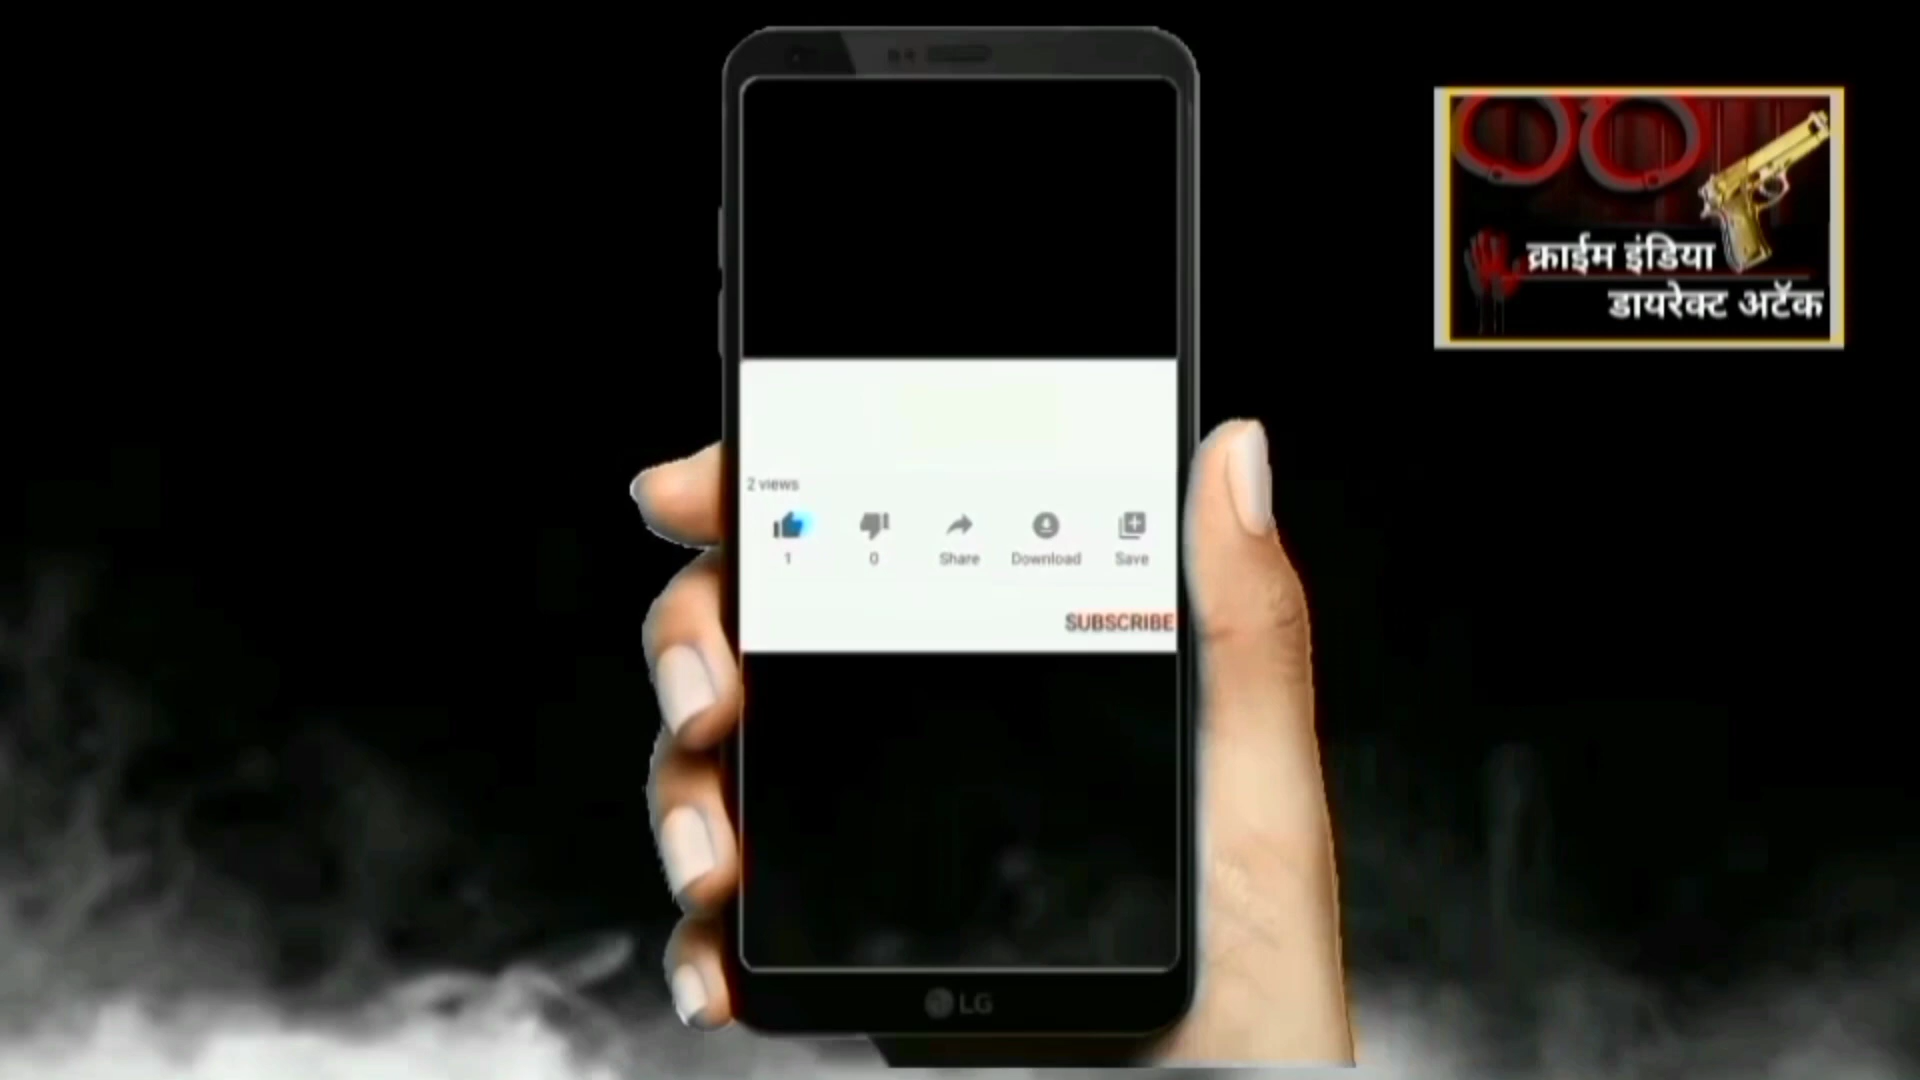 क्राईम इंडिया
डायरेक्ट अटॅक
2 views
1
0
Share
Download
Save
SUBSCRIBE
LG